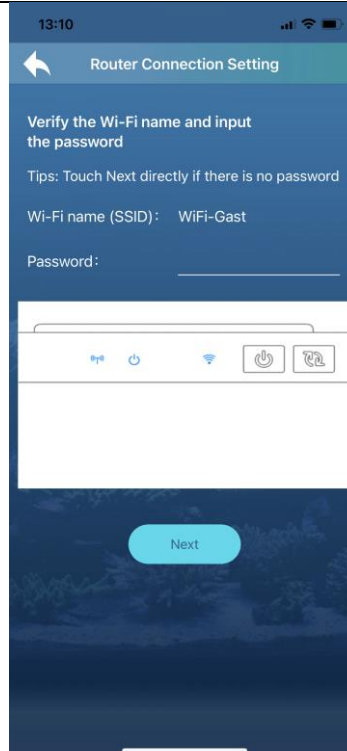 13:10
Router Connection Setting
Verify the Wi-Fi name and input
the password
Tips: Touch Next directly if there is no password
Wi-Fi name (SSID): WiFi-Gast
Password:
Next